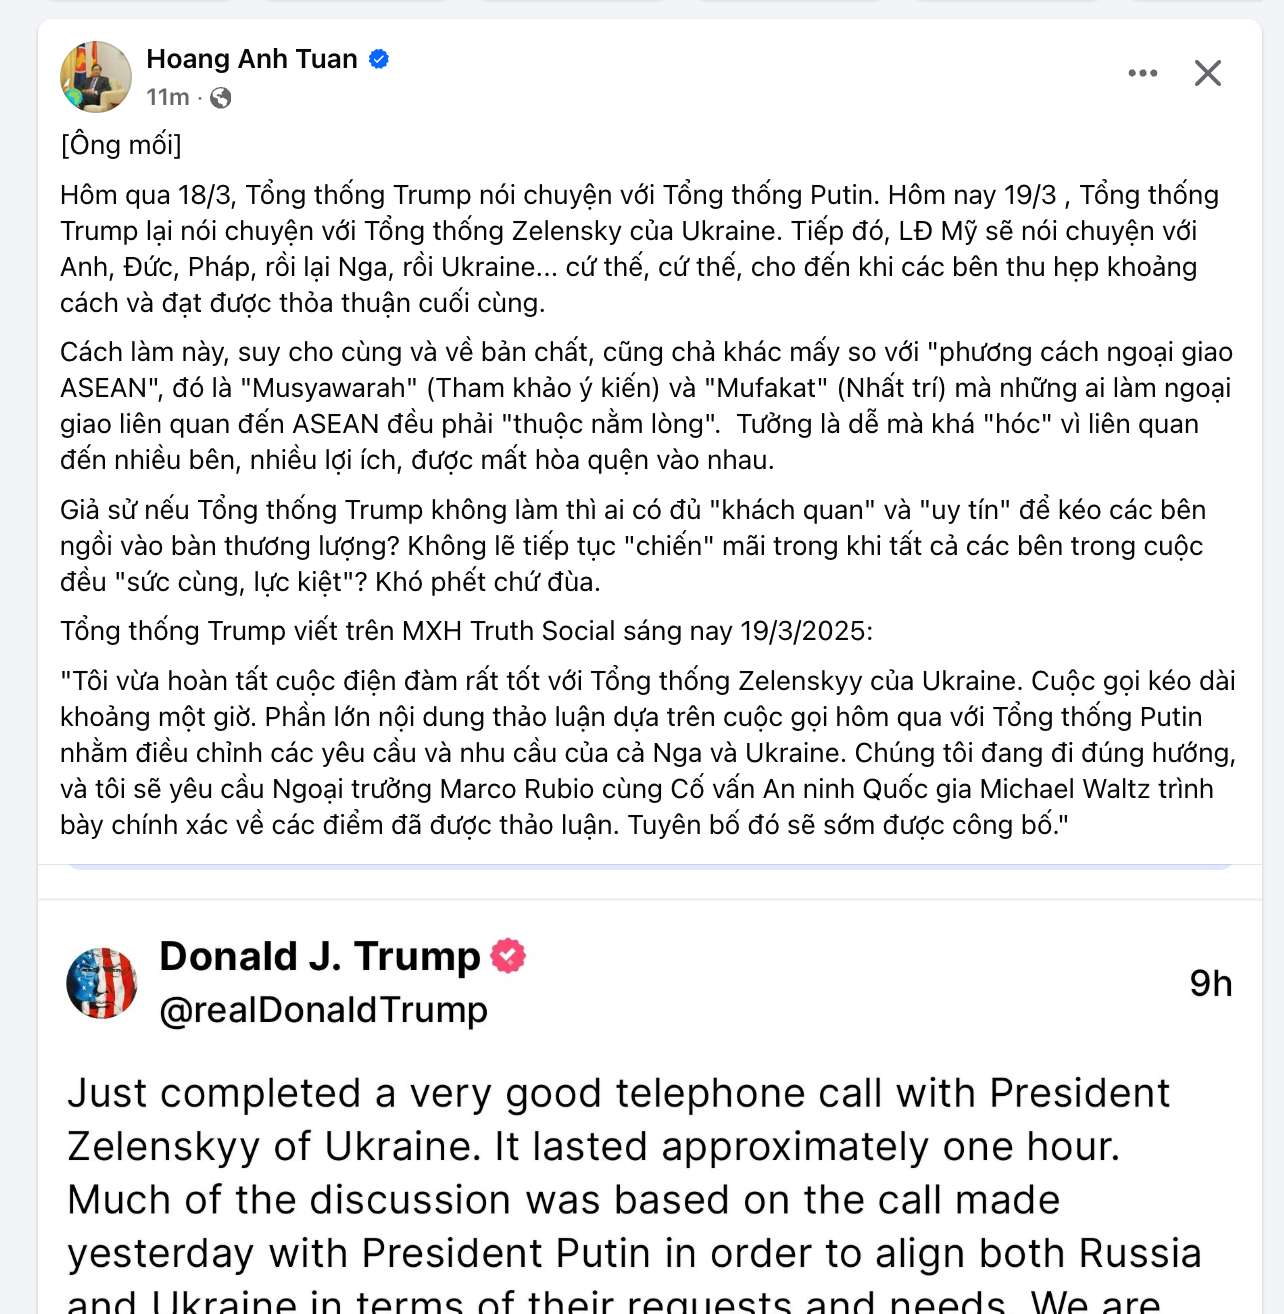 Hoang Anh Tuan
11m ·
[Ông mối]
Hôm qua 18/3, Tổng thống Trump nói chuyện với Tổng thống Putin. Hôm nay 19/3 , Tổng thống
Trump lại nói chuyện với Tổng thống Zelensky của Ukraine. Tiếp đó, LĐ Mỹ sẽ nói chuyện với
Anh, Đức, Pháp, rồi lại Nga, rồi Ukraine... cứ thế, cứ thế, cho đến khi các bên thu hẹp khoảng
cách và đạt được thỏa thuận cuối cùng.
Cách làm này, suy cho cùng và về bản chất, cũng chả khác mấy so với "phương cách ngoại giao
ASEAN", đó là "Musyawarah" (Tham khảo ý kiến) và "Mufakat" (Nhất trí) mà những ai làm ngoại
giao liên quan đến ASEAN đều phải "thuộc nằm lòng".  Tưởng là dễ mà khá "hóc" vì liên quan
đến nhiều bên, nhiều lợi ích, được mất hòa quện vào nhau.
Giả sử nếu Tổng thống Trump không làm thì ai có đủ "khách quan" và "uy tín" để kéo các bên
ngồi vào bàn thương lượng? Không lẽ tiếp tục "chiến" mãi trong khi tất cả các bên trong cuộc
đều "sức cùng, lực kiệt"? Khó phết chứ đùa.
Tổng thống Trump viết trên MXH Truth Social sáng nay 19/3/2025:
"Tôi vừa hoàn tất cuộc điện đàm rất tốt với Tổng thống Zelenskyy của Ukraine. Cuộc gọi kéo dài
khoảng một giờ. Phần lớn nội dung thảo luận dựa trên cuộc gọi hôm qua với Tổng thống Putin
nhằm điều chỉnh các yêu cầu và nhu cầu của cả Nga và Ukraine. Chúng tôi đang đi đúng hướng,
và tôi sẽ yêu cầu Ngoại trưởng Marco Rubio cùng Cố vấn An ninh Quốc gia Michael Waltz trình
bày chính xác về các điểm đã được thảo luận. Tuyên bố đó sẽ sớm được công bố."
Donald J. Trump
9h
@realDonaldTrump
Just completed a very good telephone call with President
Zelenskyy of Ukraine. It lasted approximately one hour.
Much of the discussion was based on the call made
yesterday with President Putin in order to align both Russia
and Ukraine in terms of their requests and needs. We are